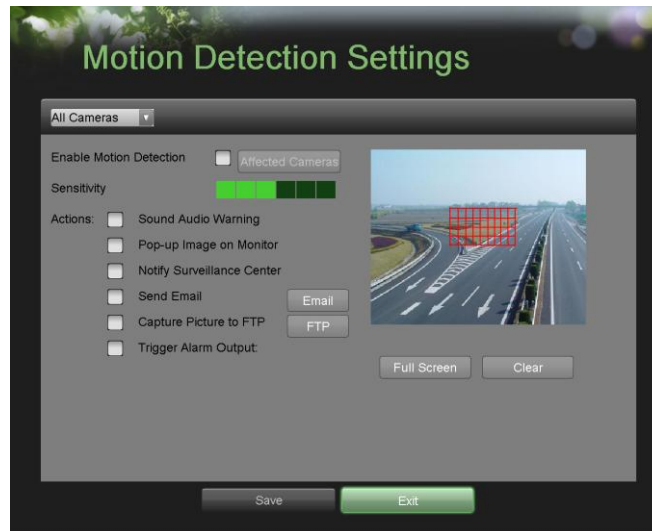 Motion Detection Settings
All Cameras
Enable Motion Detection
Affected Cameras
Sensitivity
Actions:
Sound Audio Warning
Pop-up Image on Monitor
Notify Surveillance Center
Send Email
Email
Capture Picture to FTP
FTP
Trigger Alarm Output:
Full Screen
Clear
Save
Exit